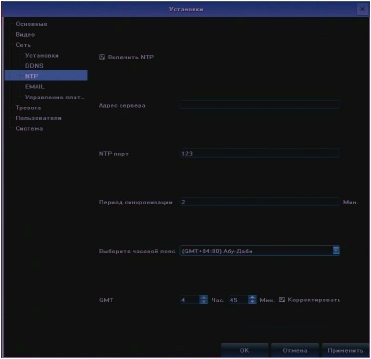 Установки
Основные
Видео
Сеть
Установки
DDNS
NTP
EMAIL
Управление плат...
Тревога
Пользователи
Система
Включить NTP
Адрес сервера
NTP порт 123
Период синхронизации 2 Мин.
Выберите часовой пояс (GMT+04:00) Абу-Даби
GMT 4 Час. 45 Мин. Корректировать
OK Отмена Применить